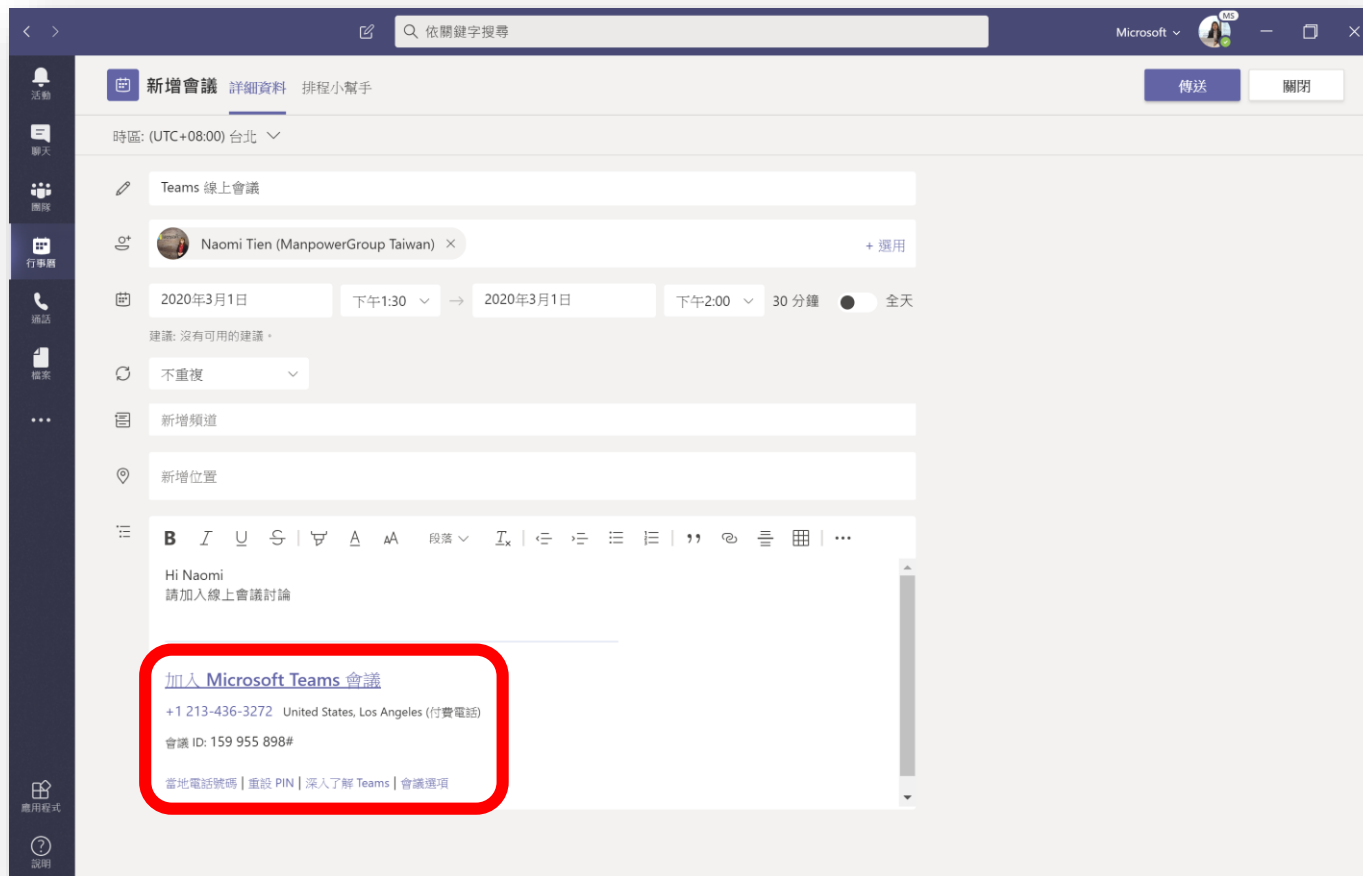 依關鍵字搜尋
Microsoft
MS
活動
聊天
團隊
行事曆
通話
檔案
應用程式
說明
新增會議 詳細資料 排程小幫手
傳送 關閉
時區: (UTC+08:00) 台北
Teams 線上會議
Naomi Tien (ManpowerGroup Taiwan) ×
+ 選用
2020年3月1日 下午1:30 → 2020年3月1日 下午2:00 30 分鐘 全天
建議: 沒有可用的建議。
不重複
新增頻道
新增位置
B I U S A AA 段落 Tx
Hi Naomi
請加入線上會議討論
加入 Microsoft Teams 會議
+1 213-436-3272 United States, Los Angeles (付費電話)
會議 ID: 159 955 898#
當地電話號碼 | 重設 PIN | 深入了解 Teams | 會議選項